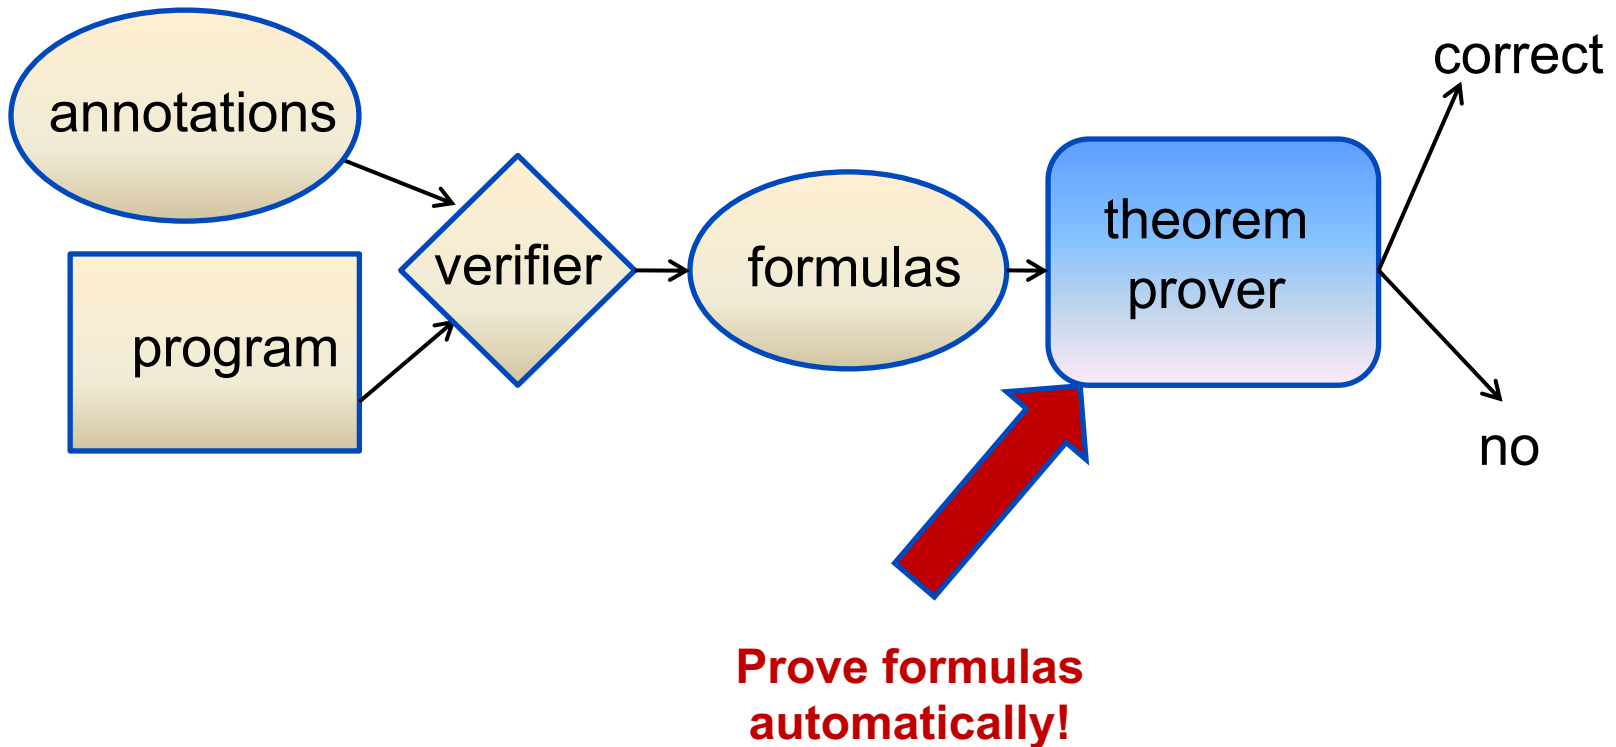 annotations
program
verifier
formulas
theorem
prover
correct
no
Prove formulas
automatically!